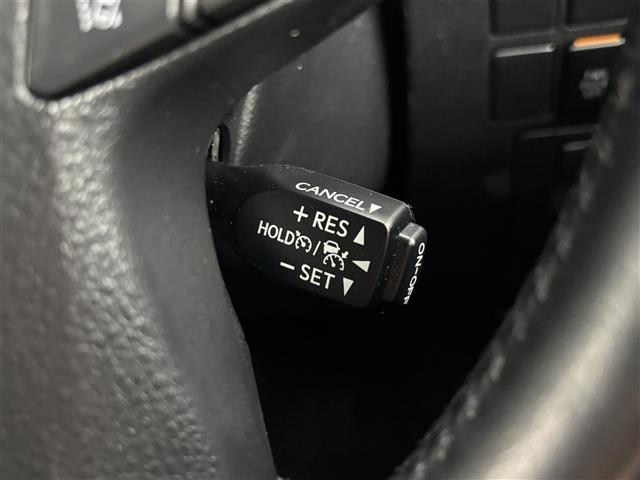 CANCEL▼
+ RES ▲
HOLD / ◄
− SET ▼
ON-OFF